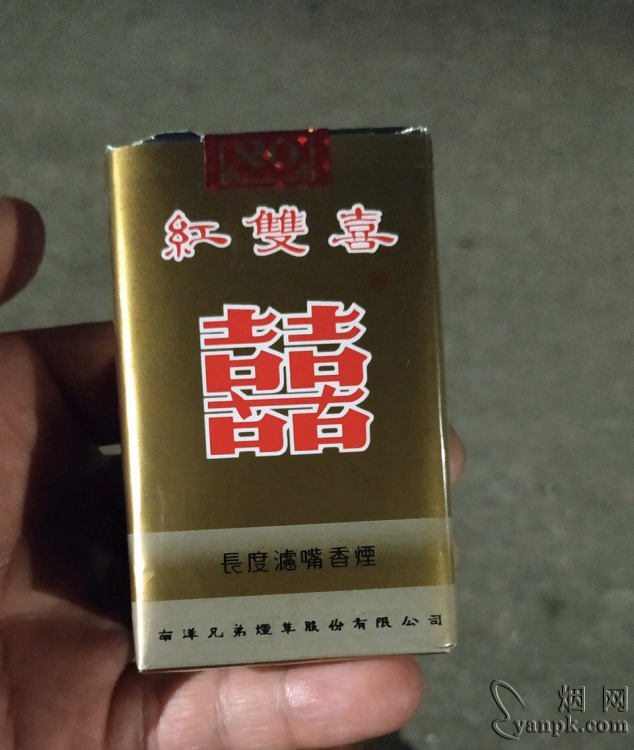 紅雙喜
囍
長度濾嘴香煙
南洋兄弟煙草股份有限公司
烟网
yanpk.com